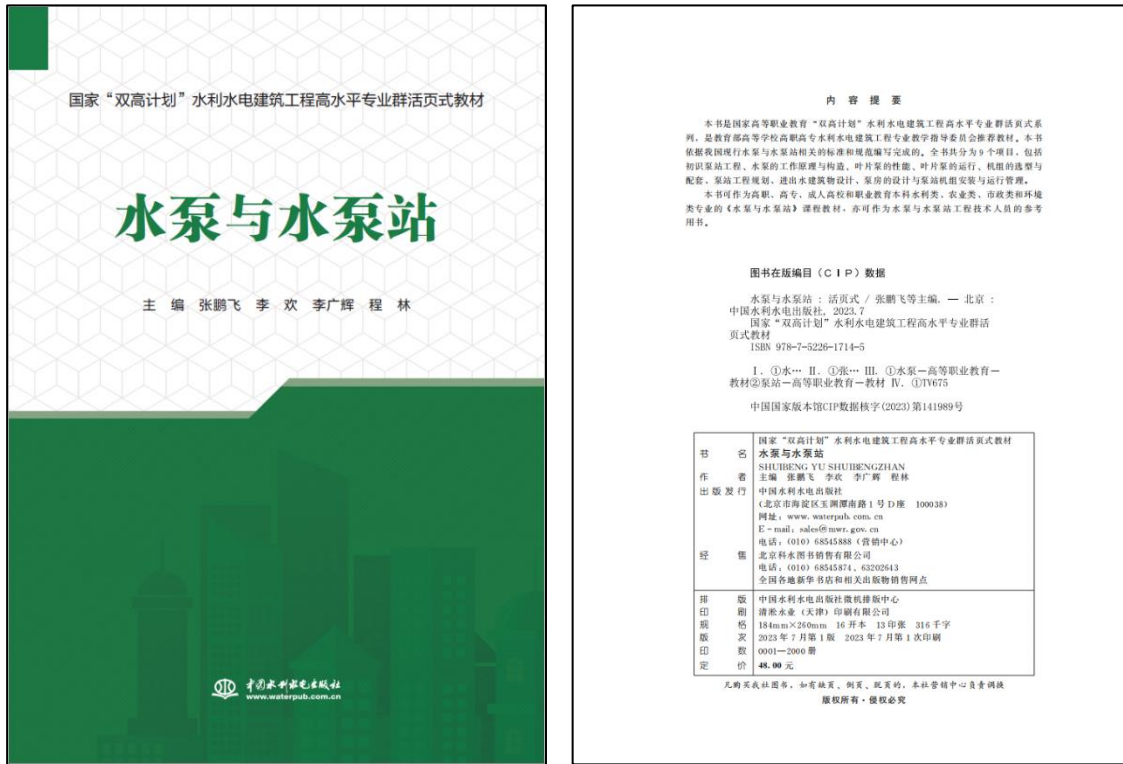 国家“双高计划”水利水电建筑工程高水平专业群活页式教材
水泵与水泵站
主 编 张鹏飞 李 欢 李广辉 程 林
中国水利水电出版社
www.waterpub.com.cn
内 容 提 要
本书是国家高等职业教育“双高计划”水利水电建筑工程高水平专业群活页式系
列，是教育部高等学校高职高专水利水电建筑工程专业教学指导委员会推荐教材。本书
依据我国现行水泵与水泵站相关的标准和规范编写完成的。全书共分为9个项目，包括
初识泵站工程、水泵的工作原理与构造、叶片泵的性能、叶片泵的运行、机组的选型与
配套、泵站工程规划、进出水建筑物设计、泵房的设计与泵站机组安装与运行管理。
本书可作为高职、高专、成人高校和职业教育本科水利类、农业类、市政类和环境
类专业的《水泵与水泵站》课程教材，亦可作为水泵与水泵站工程技术人员的参考
用书。
图书在版编目（CIP）数据
水泵与水泵站 : 活页式 / 张鹏飞等主编. — 北京 :
中国水利水电出版社, 2023.7
国家“双高计划”水利水电建筑工程高水平专业群活
页式教材
ISBN 978-7-5226-1714-5
Ⅰ. ①水… Ⅱ. ①张… Ⅲ. ①水泵－高等职业教育－
教材②泵站－高等职业教育－教材 Ⅳ. ①TV675
中国国家版本馆CIP数据核字(2023)第141989号
国家“双高计划”水利水电建筑工程高水平专业群活页式教材
书 名 水泵与水泵站
SHUIBENG YU SHUIBENGZHAN
作 者 主编 张鹏飞 李欢 李广辉 程林
出版发行 中国水利水电出版社
(北京市海淀区玉渊潭南路1号D座 100038)
网址：www.waterpub.com.cn
E-mail：sales@mwr.gov.cn
电话：(010) 68545888（营销中心）
经 售 北京科水图书销售有限公司
电话：(010) 68545874、63202643
全国各地新华书店和相关出版物销售网点
排 版 中国水利水电出版社微机排版中心
印 刷 清淞永业（天津）印刷有限公司
规 格 184mm×260mm 16开本 13印张 316千字
版 次 2023年7月第1版 2023年7月第1次印刷
印 数 0001—2000册
定 价 48.00元
凡购买我社图书，如有缺页、倒页、脱页的，本社营销中心负责调换
版权所有·侵权必究